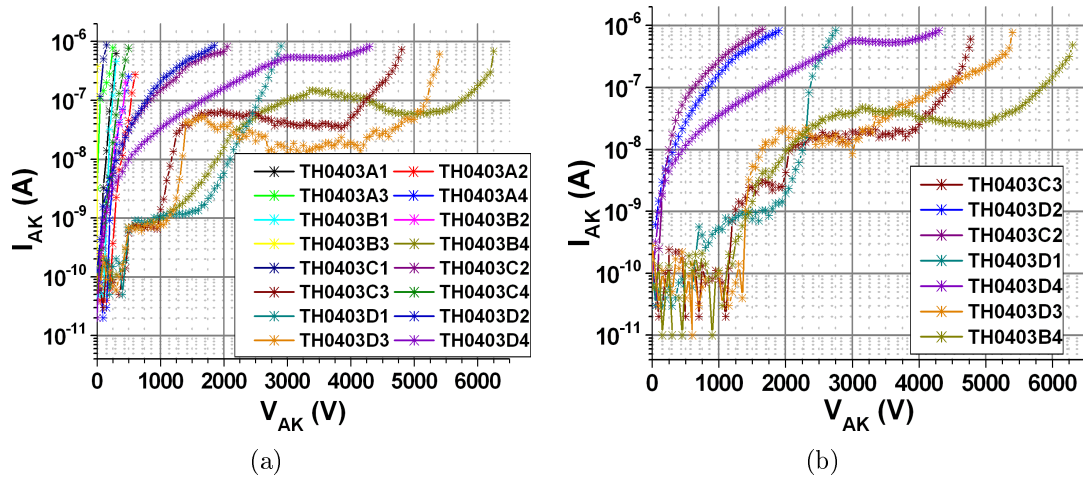 10^-6
10^-7
10^-8
10^-9
10^-10
10^-11
I_AK (A)
TH0403A1 TH0403A2
TH0403A3 TH0403A4
TH0403B1 TH0403B2
TH0403B3 TH0403B4
TH0403C1 TH0403C2
TH0403C3 TH0403C4
TH0403D1 TH0403D2
TH0403D3 TH0403D4
0 1000 2000 3000 4000 5000 6000
V_AK (V)
(a)
10^-6
10^-7
10^-8
10^-9
10^-10
10^-11
I_AK (A)
TH0403C3
TH0403D2
TH0403C2
TH0403D1
TH0403D4
TH0403D3
TH0403B4
0 1000 2000 3000 4000 5000 6000
V_AK (V)
(b)